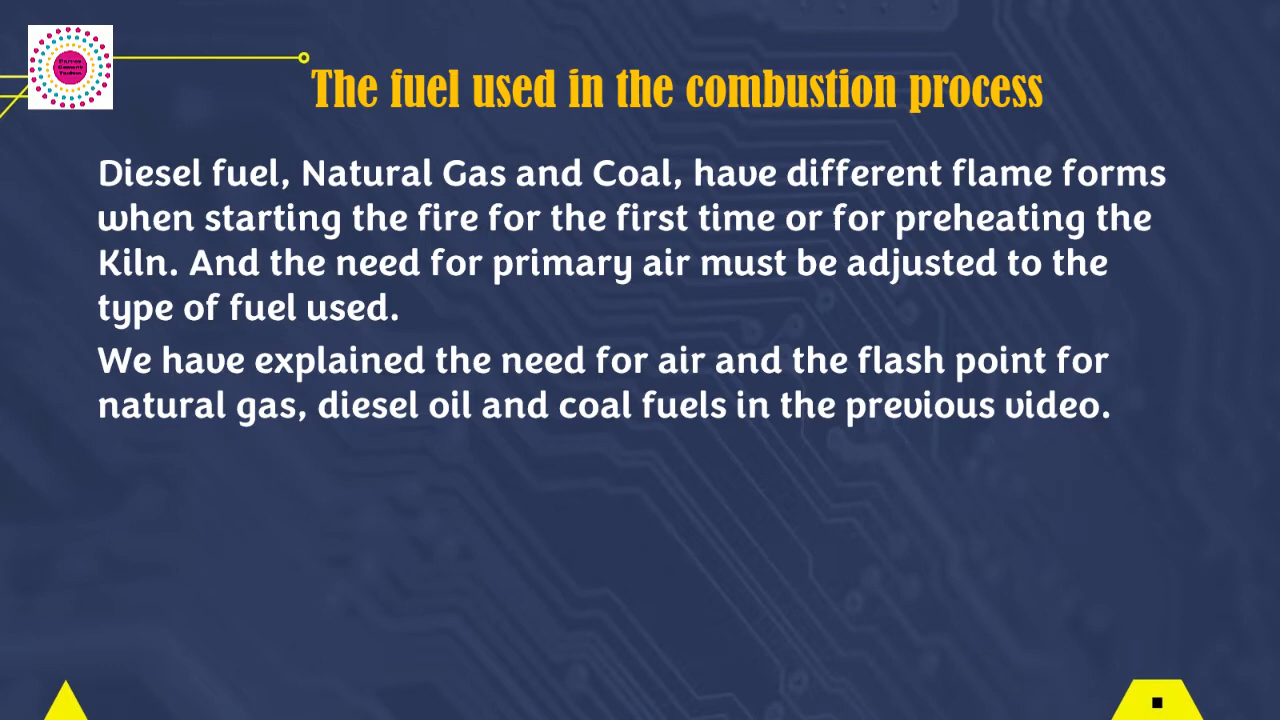 The fuel used in the combustion process
Diesel fuel, Natural Gas and Coal, have different flame forms
when starting the fire for the first time or for preheating the
Kiln. And the need for primary air must be adjusted to the
type of fuel used.
We have explained the need for air and the flash point for
natural gas, diesel oil and coal fuels in the previous video.